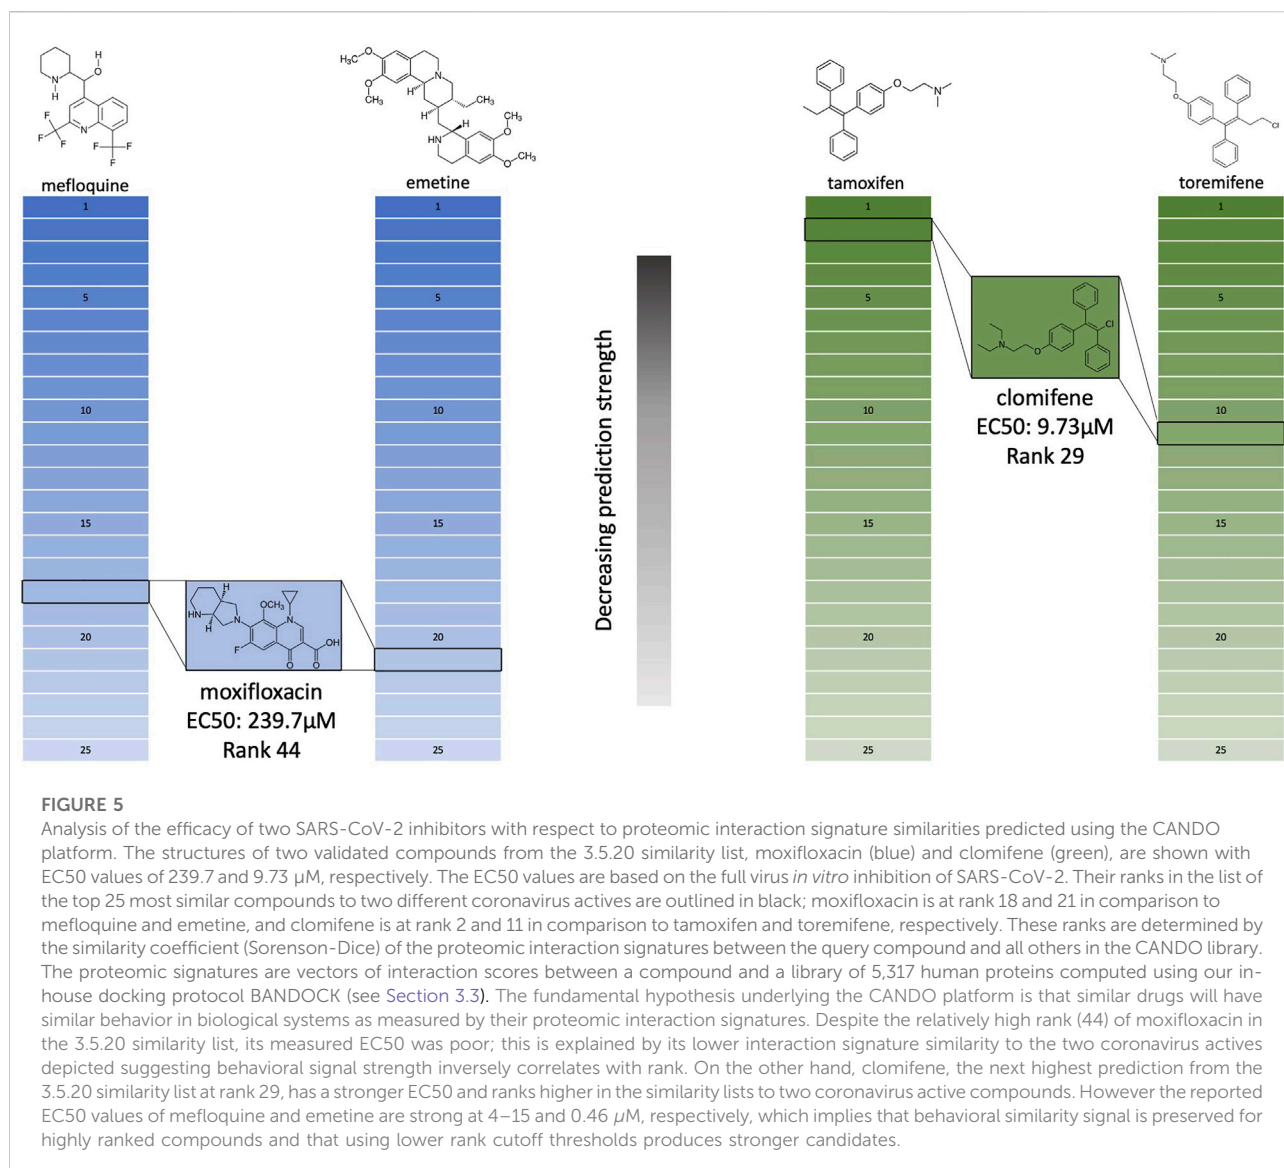 mefloquine
emetine
tamoxifen
toremifene
1
5
10
15
20
25
1
5
10
15
20
25
moxifloxacin
EC50: 239.7µM
Rank 44
Decreasing prediction strength
1
5
10
15
20
25
1
5
10
15
20
25
clomifene
EC50: 9.73µM
Rank 29
FIGURE 5
Analysis of the efficacy of two SARS-CoV-2 inhibitors with respect to proteomic interaction signature similarities predicted using the CANDO
platform. The structures of two validated compounds from the 3.5.20 similarity list, moxifloxacin (blue) and clomifene (green), are shown with
EC50 values of 239.7 and 9.73 µM, respectively. The EC50 values are based on the full virus in vitro inhibition of SARS-CoV-2. Their ranks in the list of
the top 25 most similar compounds to two different coronavirus actives are outlined in black; moxifloxacin is at rank 18 and 21 in comparison to
mefloquine and emetine, and clomifene is at rank 2 and 11 in comparison to tamoxifen and toremifene, respectively. These ranks are determined by
the similarity coefficient (Sorenson-Dice) of the proteomic interaction signatures between the query compound and all others in the CANDO library.
The proteomic signatures are vectors of interaction scores between a compound and a library of 5,317 human proteins computed using our in-
house docking protocol BANDOCK (see Section 3.3). The fundamental hypothesis underlying the CANDO platform is that similar drugs will have
similar behavior in biological systems as measured by their proteomic interaction signatures. Despite the relatively high rank (44) of moxifloxacin in
the 3.5.20 similarity list, its measured EC50 was poor; this is explained by its lower interaction signature similarity to the two coronavirus actives
depicted suggesting behavioral signal strength inversely correlates with rank. On the other hand, clomifene, the next highest prediction from the
3.5.20 similarity list at rank 29, has a stronger EC50 and ranks higher in the similarity lists to two coronavirus active compounds. However the reported
EC50 values of mefloquine and emetine are strong at 4–15 and 0.46 µM, respectively, which implies that behavioral similarity signal is preserved for
highly ranked compounds and that using lower rank cutoff thresholds produces stronger candidates.